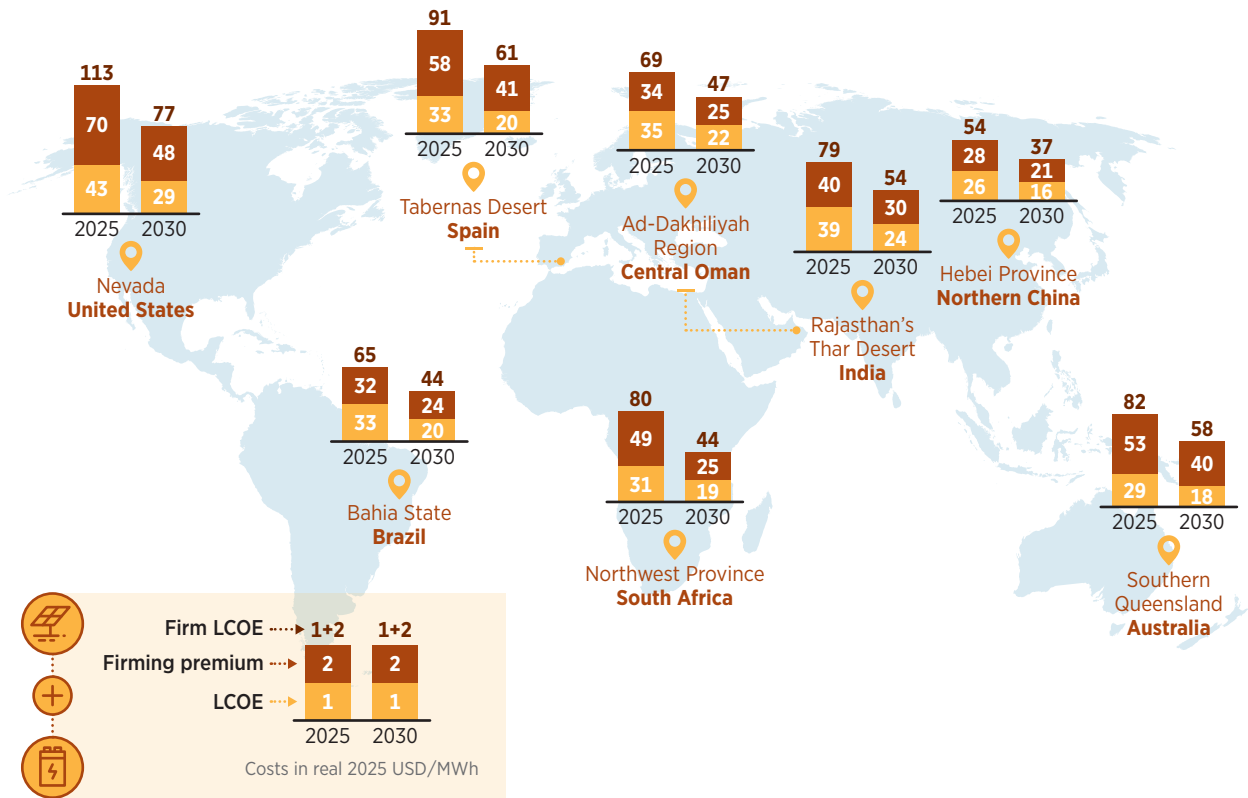 113
70
43
77
48
29
2025 2030
Nevada
United States
91
58
33
61
41
20
2025 2030
Tabernas Desert
Spain
69
34
35
47
25
22
2025 2030
Ad-Dakhiliyah
Region
Central Oman
79
40
39
54
30
24
2025 2030
Rajasthan's
Thar Desert
India
54
28
26
37
21
16
2025 2030
Hebei Province
Northern China
65
32
33
44
24
20
2025 2030
Bahia State
Brazil
80
49
31
44
25
19
2025 2030
Northwest Province
South Africa
82
53
29
58
40
18
2025 2030
Southern
Queensland
Australia
Firm LCOE 1+2 1+2
Firming premium 2 2
LCOE 1 1
2025 2030
Costs in real 2025 USD/MWh